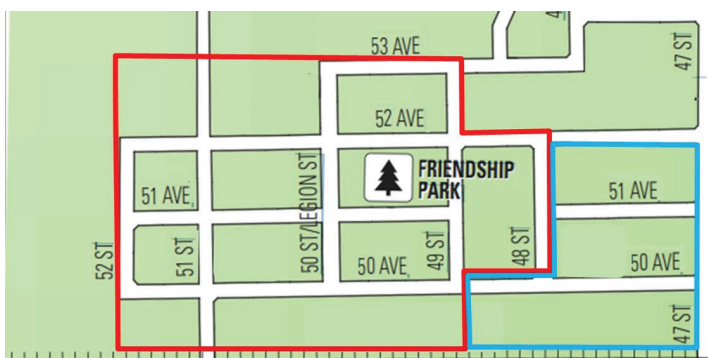 53 AVE
47 ST
52 AVE
FRIENDSHIP
PARK
51 AVE
50 ST/LEGION ST
51 AVE
52 ST
51 ST
50 AVE
49 ST
48 ST
50 AVE
47 ST